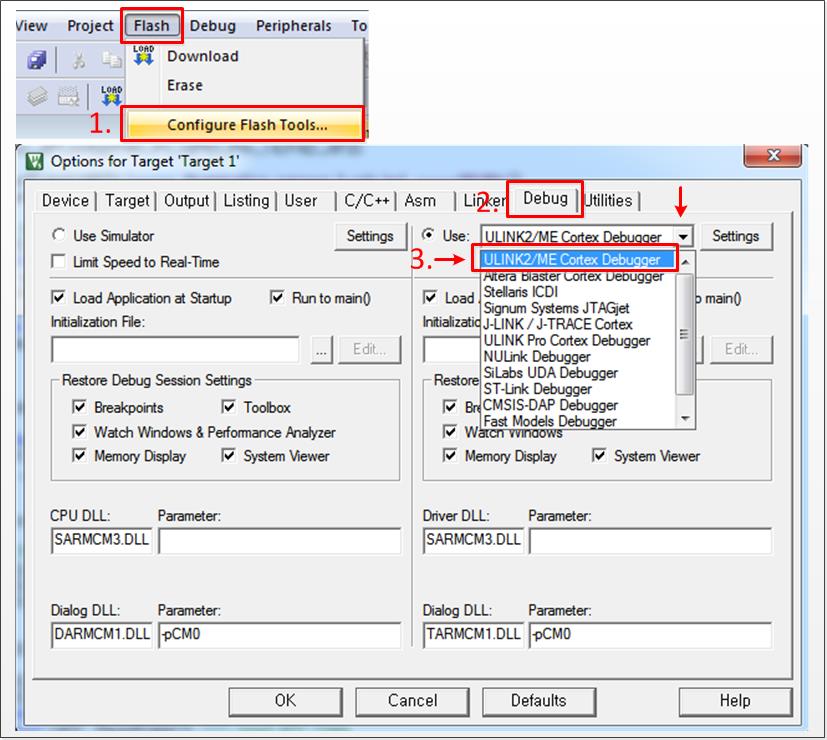 View Project Flash Debug Peripherals To
LOAD Download
Erase
LOAD
1. Configure Flash Tools...
Options for Target 'Target 1'
Device Target Output Listing User C/C++ Asm Linker 2. Debug Utilities
Use Simulator Settings Use: ULINK2/ME Cortex Debugger Settings
Limit Speed to Real-Time 3. ULINK2/ME Cortex Debugger
Altera Blaster Cortex Debugger
Stellaris ICDI
Load Application at Startup Run to main() Load main()
Signum Systems JTAGjet
Initialization File: J-LINK / J-TRACE Cortex
ULINK Pro Cortex Debugger
... Edit... Edit...
NULink Debugger
SiLabs UDA Debugger
Restore Debug Session Settings Restore
ST-Link Debugger
Breakpoints Toolbox
CMSIS-DAP Debugger
Fast Models Debugger
Watch Windows & Performance Analyzer Watch Windows
Memory Display System Viewer Memory Display System Viewer
CPU DLL: Parameter: Driver DLL: Parameter:
SARMCM3.DLL SARMCM3.DLL
Dialog DLL: Parameter: Dialog DLL: Parameter:
DARMCM1.DLL -pCM0 TARMCM1.DLL -pCM0
OK Cancel Defaults Help